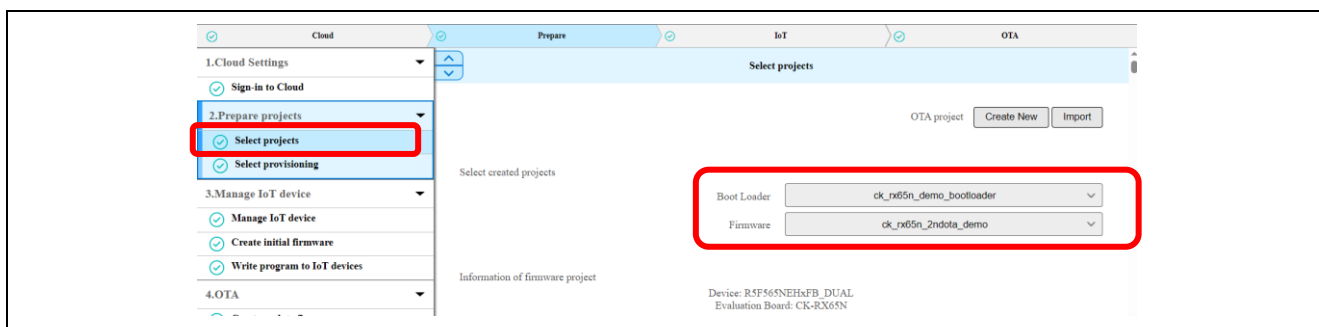 Cloud
Prepare
IoT
OTA
1.Cloud Settings
Sign-in to Cloud
2.Prepare projects
Select projects
Select provisioning
3.Manage IoT device
Manage IoT device
Create initial firmware
Write program to IoT devices
4.OTA
Select projects
OTA project Create New Import
Select created projects
Boot Loader ck_rx65n_demo_bootloader
Firmware ck_rx65n_2ndota_demo
Information of firmware project
Device: R5F565NEHxFB_DUAL
Evaluation Board: CK-RX65N